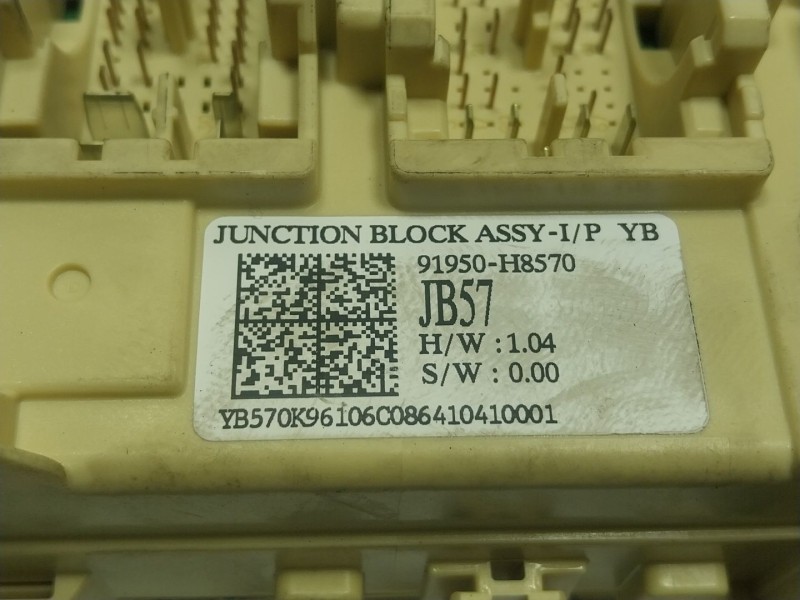 JUNCTION BLOCK ASSY-I/P YB
91950-H8570
JB57
H/W : 1.04
S/W : 0.00
YB570K96106C086410410001